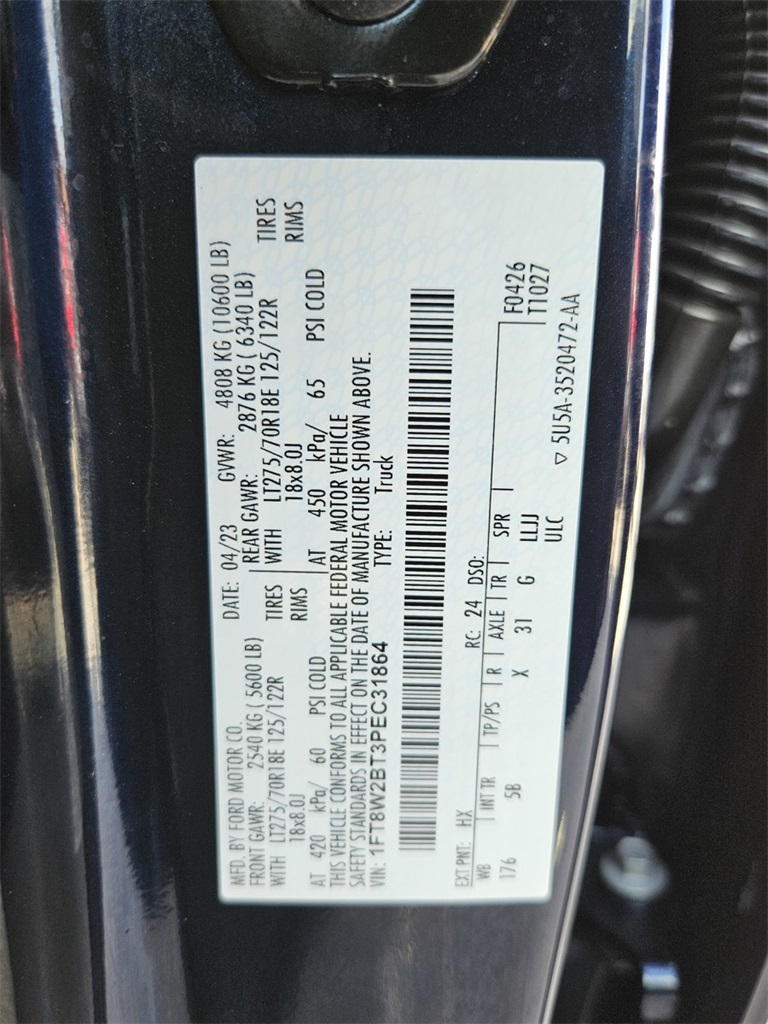 MFD. BY FORD MOTOR CO.
DATE: 04/23 GVWR: 4808 KG (10600 LB)
FRONT GAWR: 2540 KG ( 5600 LB)
REAR GAWR: 2876 KG ( 6340 LB)
WITH LT275/70R18E 125/122R TIRES
WITH LT275/70R18E 125/122R TIRES
18x8.0J RIMS
18x8.0J RIMS
AT 420 kPa/ 60 PSI COLD
AT 450 kPa/ 65 PSI COLD
THIS VEHICLE CONFORMS TO ALL APPLICABLE FEDERAL MOTOR VEHICLE
SAFETY STANDARDS IN EFFECT ON THE DATE OF MANUFACTURE SHOWN ABOVE.
VIN: 1FT8W2BT3PEC31864 TYPE: Truck
EXT PNT: HX RC: 24 DSO:
WB INT TR TP/PS R AXLE TR SPR F0426
176 5B X 31 G LLJJ T1027
ULC
▽ 5U5A-3520472-AA